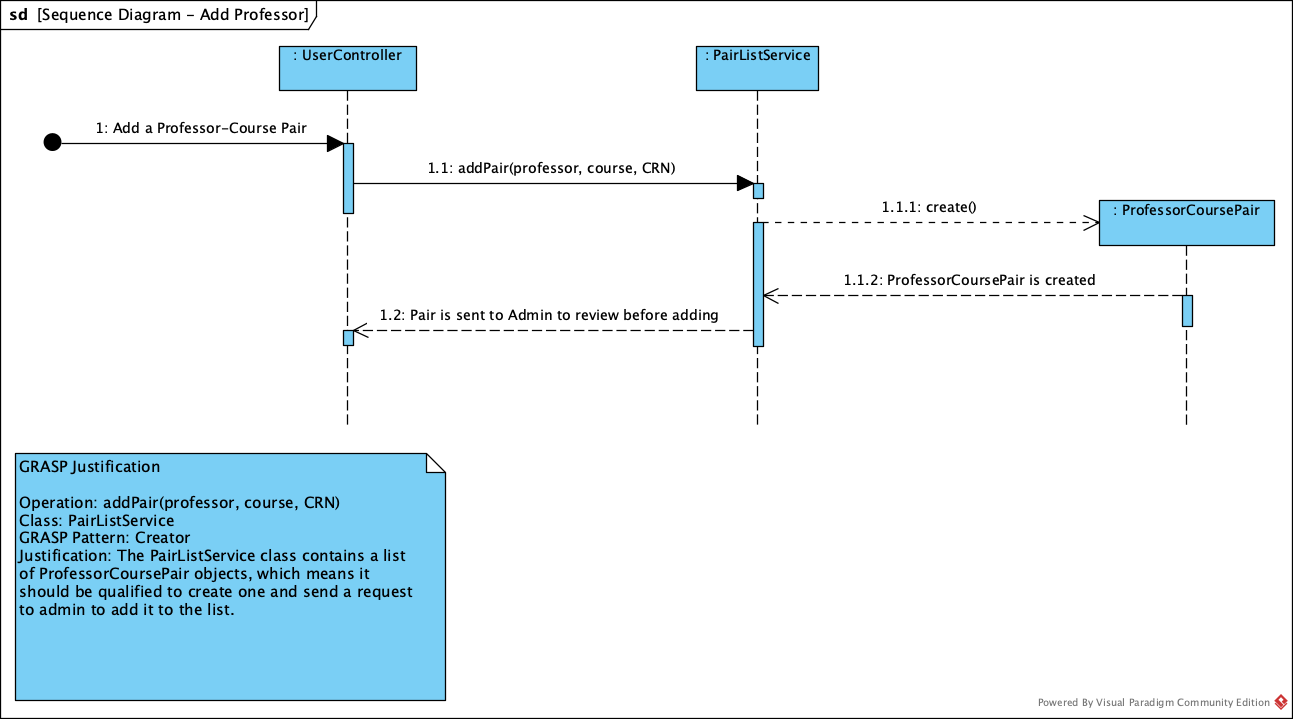 sd [Sequence Diagram - Add Professor]
: UserController
: PairListService
1: Add a Professor-Course Pair
1.1: addPair(professor, course, CRN)
1.1.1: create()
: ProfessorCoursePair
1.1.2: ProfessorCoursePair is created
1.2: Pair is sent to Admin to review before adding
GRASP Justification
Operation: addPair(professor, course, CRN)
Class: PairListService
GRASP Pattern: Creator
Justification: The PairListService class contains a list
of ProfessorCoursePair objects, which means it
should be qualified to create one and send a request
to admin to add it to the list.
Powered By Visual Paradigm Community Edition